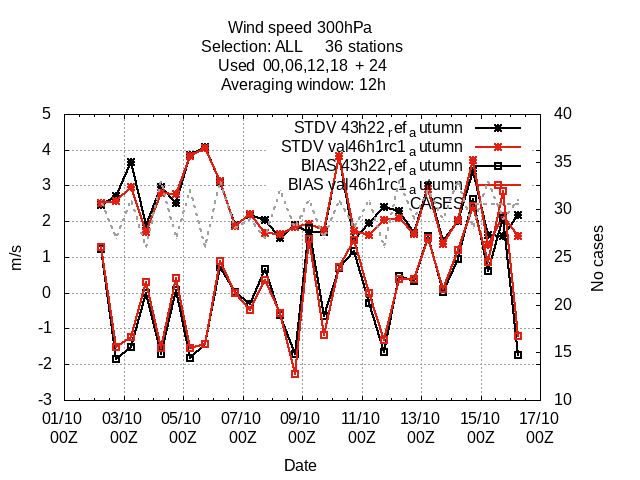 Wind speed 300hPa
Selection: ALL 36 stations
Used 00,06,12,18 + 24
Averaging window: 12h
STDV 43h22_ref_autumn
STDV val46h1rc1_autumn
BIAS 43h22_ref_autumn
BIAS val46h1rc1_autumn
CASES
5
4
3
2
1
0
-1
-2
-3
m/s
40
35
30
25
20
15
10
No cases
01/10 03/10 05/10 07/10 09/10 11/10 13/10 15/10 17/10
00Z 00Z 00Z 00Z 00Z 00Z 00Z 00Z 00Z
Date